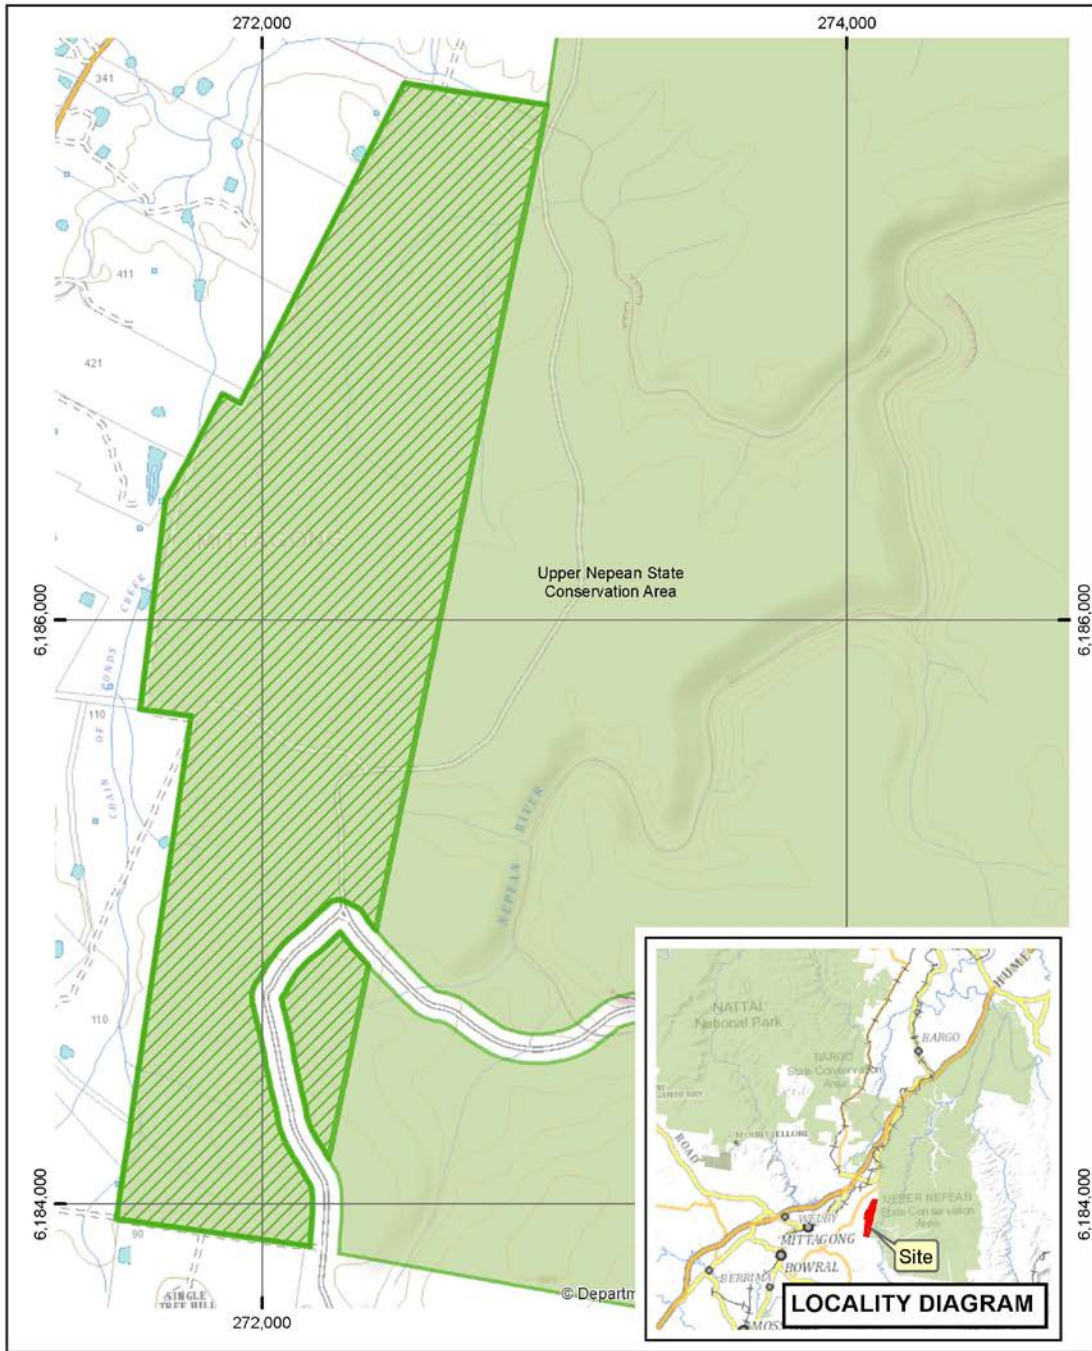 272,000
274,000
341
411
421
MITTAGONG
Upper Nepean State
Conservation Area
6,186,000
6,186,000
CHAIN OF PONDS CREEK
110
NEPEAN RIVER
110
6,184,000
6,184,000
90
SINGLE
TREE HILL
272,000
© Departm
NATTAI
National Park
HUME
BARGO
BARGO
State Conservation
Area
MOUNT JELLORE
ROAD
UPPER NEPEAN
State Conservation
Area
WELBY
MITTAGONG
Site
BOWRAL
BERRIMA
MOSS
LOCALITY DIAGRAM